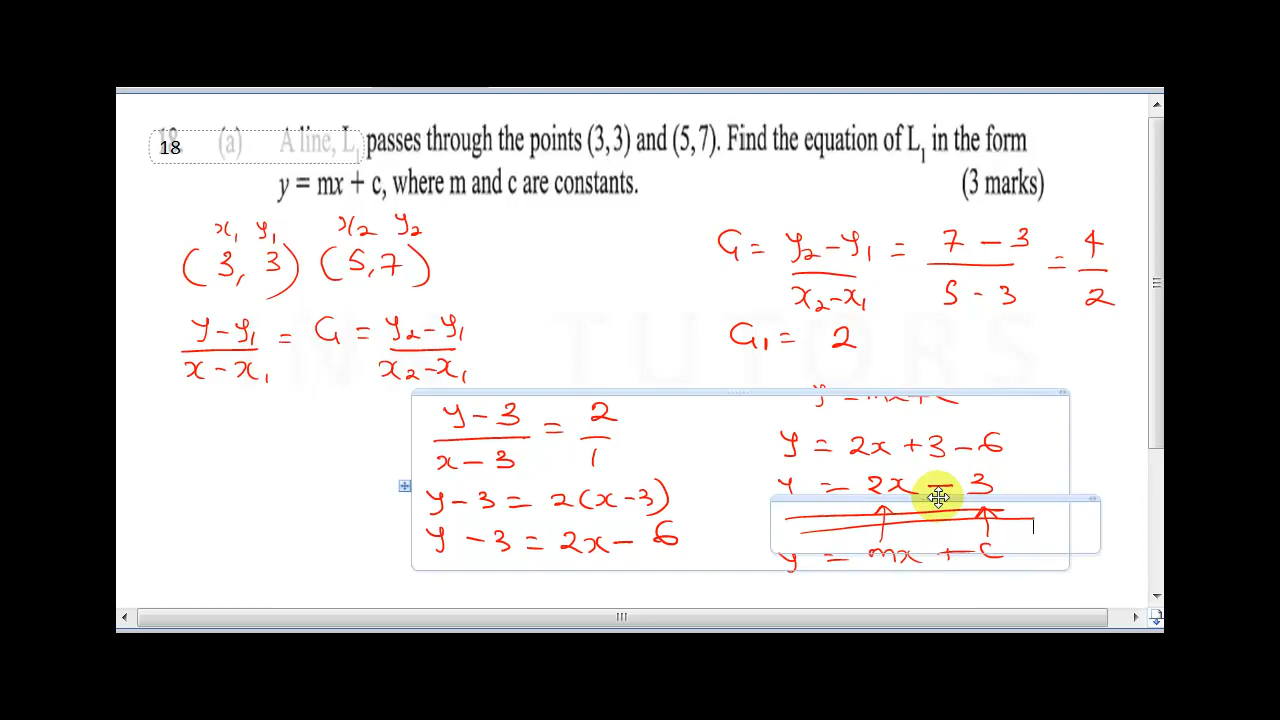 18 (a) A line, L₁ passes through the points (3, 3) and (5, 7). Find the equation of L₁ in the form
18
y = mx + c, where m and c are constants. (3 marks)
x₁ y₁ x₂ y₂
(3, 3) (5, 7)
G = y₂ - y₁ / x₂ - x₁ = 7 - 3 / 5 - 3 = 4 / 2
y - y₁ / x - x₁ = G = y₂ - y₁ / x₂ - x₁
G₁ = 2
TUTORS
y - 3 / x - 3 = 2 / 1
y - 3 = 2(x - 3)
y - 3 = 2x - 6
y = mx + c
y = 2x + 3 - 6
y = 2x - 3
y = mx + c